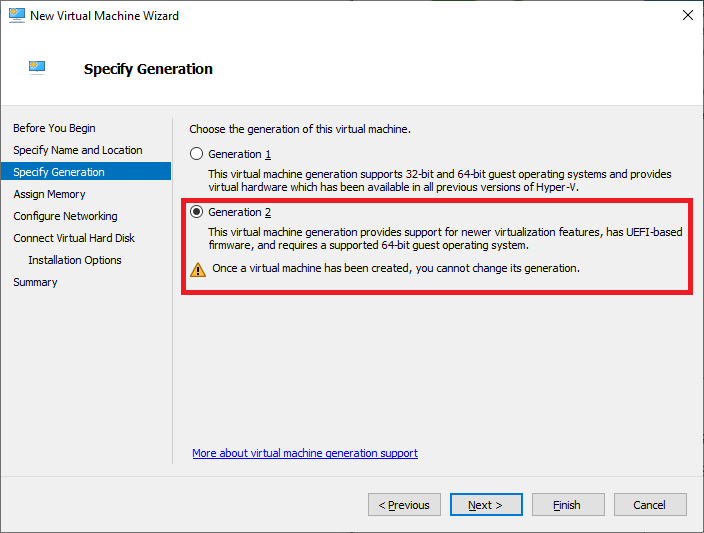 New Virtual Machine Wizard
Specify Generation
Before You Begin
Specify Name and Location
Specify Generation
Assign Memory
Configure Networking
Connect Virtual Hard Disk
Installation Options
Summary
Choose the generation of this virtual machine.
Generation 1
This virtual machine generation supports 32-bit and 64-bit guest operating systems and provides
virtual hardware which has been available in all previous versions of Hyper-V.
Generation 2
This virtual machine generation provides support for newer virtualization features, has UEFI-based
firmware, and requires a supported 64-bit guest operating system.
Once a virtual machine has been created, you cannot change its generation.
More about virtual machine generation support
< Previous
Next >
Finish
Cancel